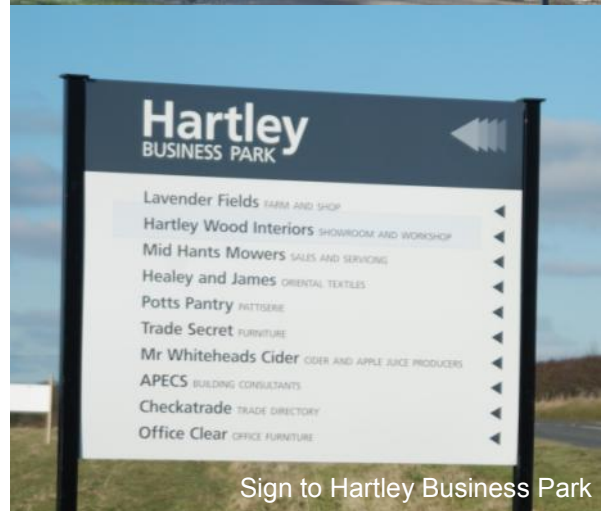 Hartley
BUSINESS PARK
Lavender Fields FARM AND SHOP
Hartley Wood Interiors SHOWROOM AND WORKSHOP
Mid Hants Mowers SALES AND SERVICING
Healey and James ORIENTAL TEXTILES
Potts Pantry PATTISERIE
Trade Secret FURNITURE
Mr Whiteheads Cider CIDER AND APPLE JUICE PRODUCERS
APECS BUILDING CONSULTANTS
Checkatrade TRADE DIRECTORY
Office Clear OFFICE FURNITURE
Sign to Hartley Business Park